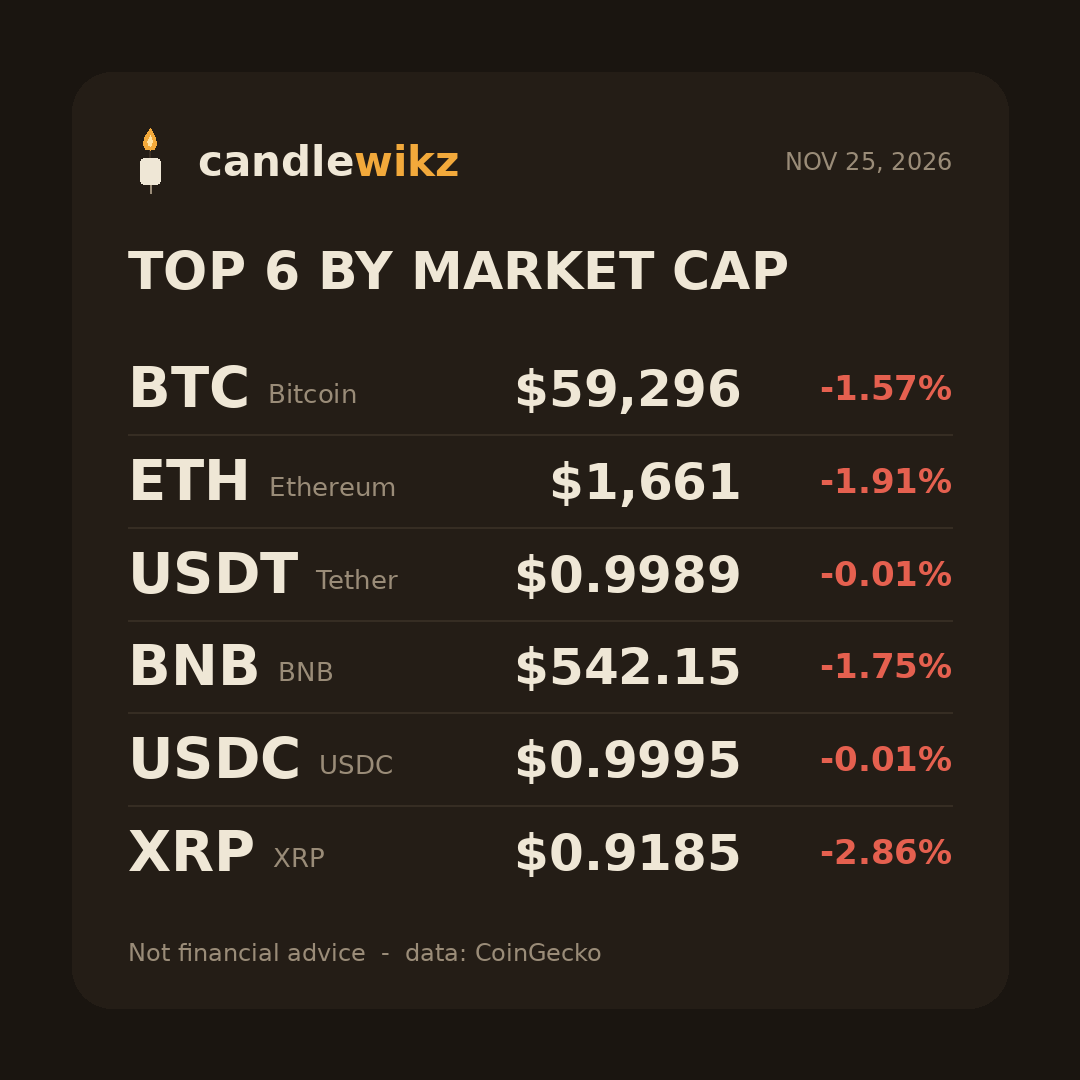 candlewikz NOV 25, 2026
TOP 6 BY MARKET CAP
BTC Bitcoin $59,296 -1.57%
ETH Ethereum $1,661 -1.91%
USDT Tether $0.9989 -0.01%
BNB BNB $542.15 -1.75%
USDC USDC $0.9995 -0.01%
XRP XRP $0.9185 -2.86%
Not financial advice - data: CoinGecko